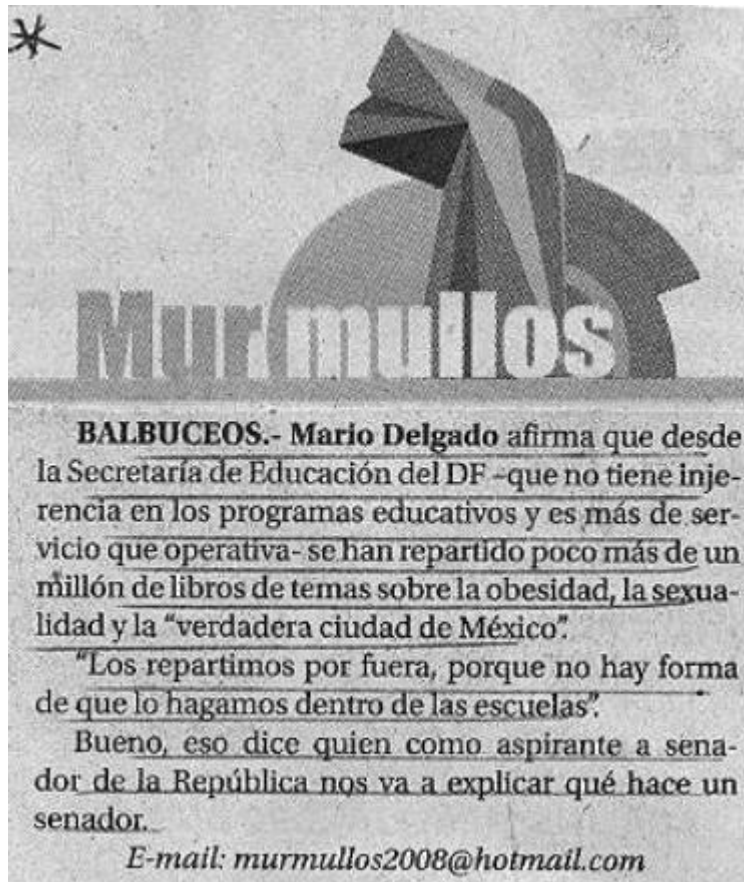 Murmullos
BALBUCEOS.- Mario Delgado afirma que desde
la Secretaría de Educación del DF –que no tiene inje-
rencia en los programas educativos y es más de ser-
vicio que operativa- se han repartido poco más de un
millón de libros de temas sobre la obesidad, la sexua-
lidad y la "verdadera ciudad de México".
"Los repartimos por fuera, porque no hay forma
de que lo hagamos dentro de las escuelas".
Bueno, eso dice quien como aspirante a sena-
dor de la República nos va a explicar qué hace un
senador.
E-mail: murmullos2008@hotmail.com